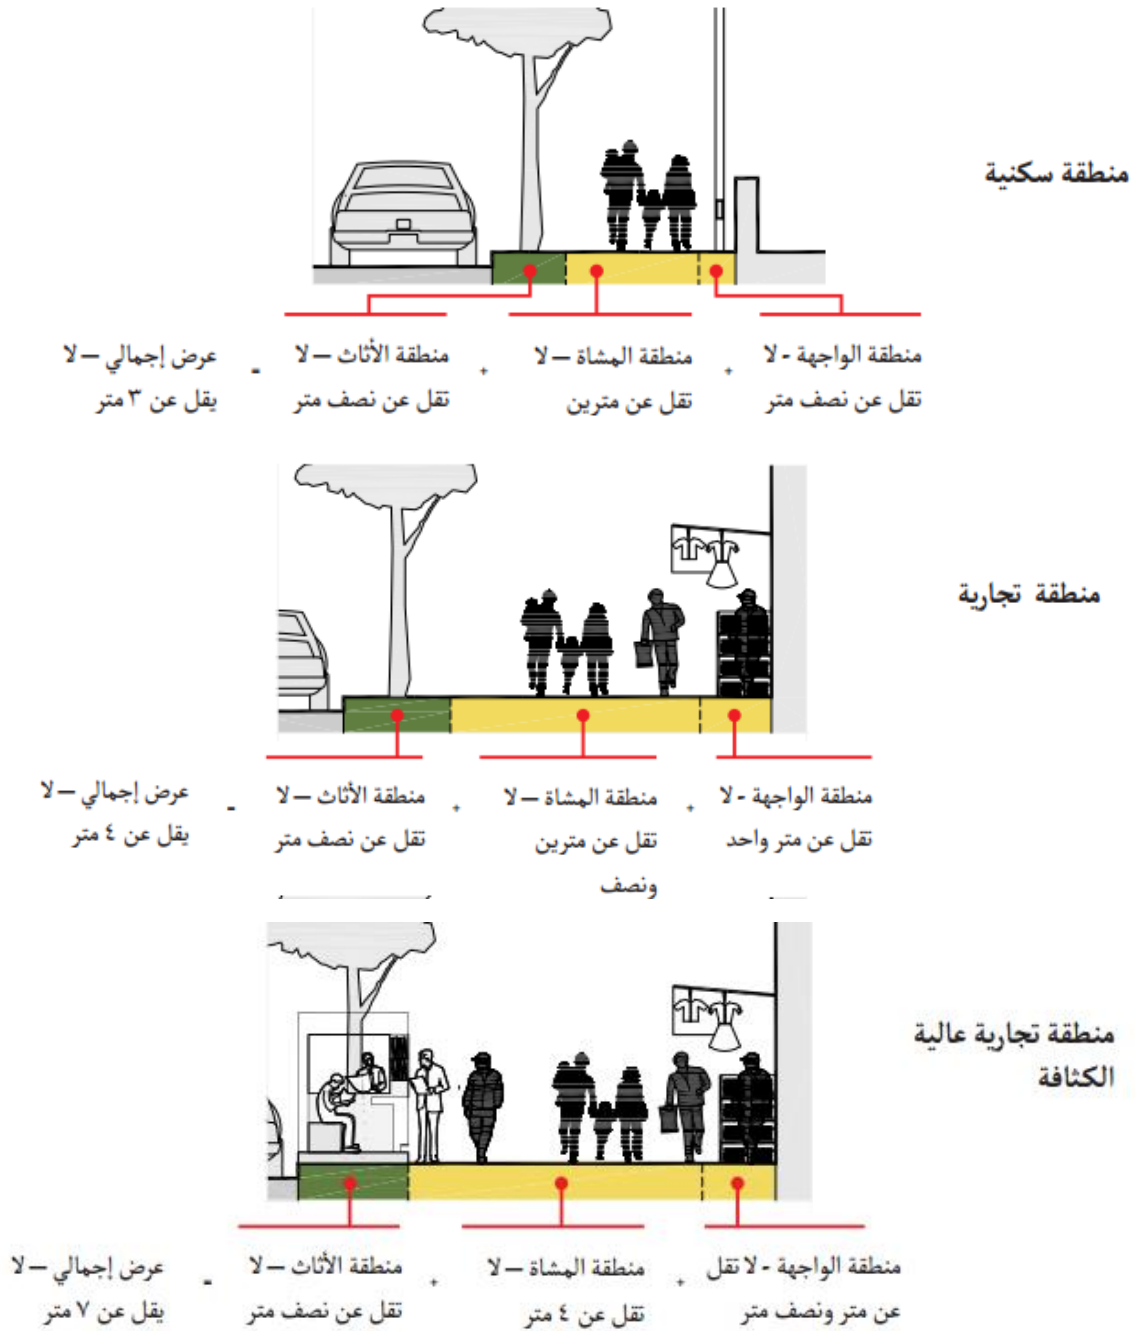 منطقة سكنية
منطقة الواجهة - لا
تقل عن نصف متر
+
منطقة المشاة – لا
تقل عن مترين
+
منطقة الأثاث – لا
تقل عن نصف متر
=
عرض إجمالي – لا
يقل عن ٣ متر
منطقة تجارية
منطقة الواجهة - لا
تقل عن متر واحد
+
منطقة المشاة – لا
تقل عن مترين
ونصف
+
منطقة الأثاث – لا
تقل عن نصف متر
=
عرض إجمالي – لا
يقل عن ٤ متر
منطقة تجارية عالية
الكثافة
منطقة الواجهة - لا تقل
عن متر ونصف متر
+
منطقة المشاة – لا
تقل عن ٤ متر
+
منطقة الأثاث – لا
تقل عن نصف متر
=
عرض إجمالي – لا
يقل عن ٧ متر